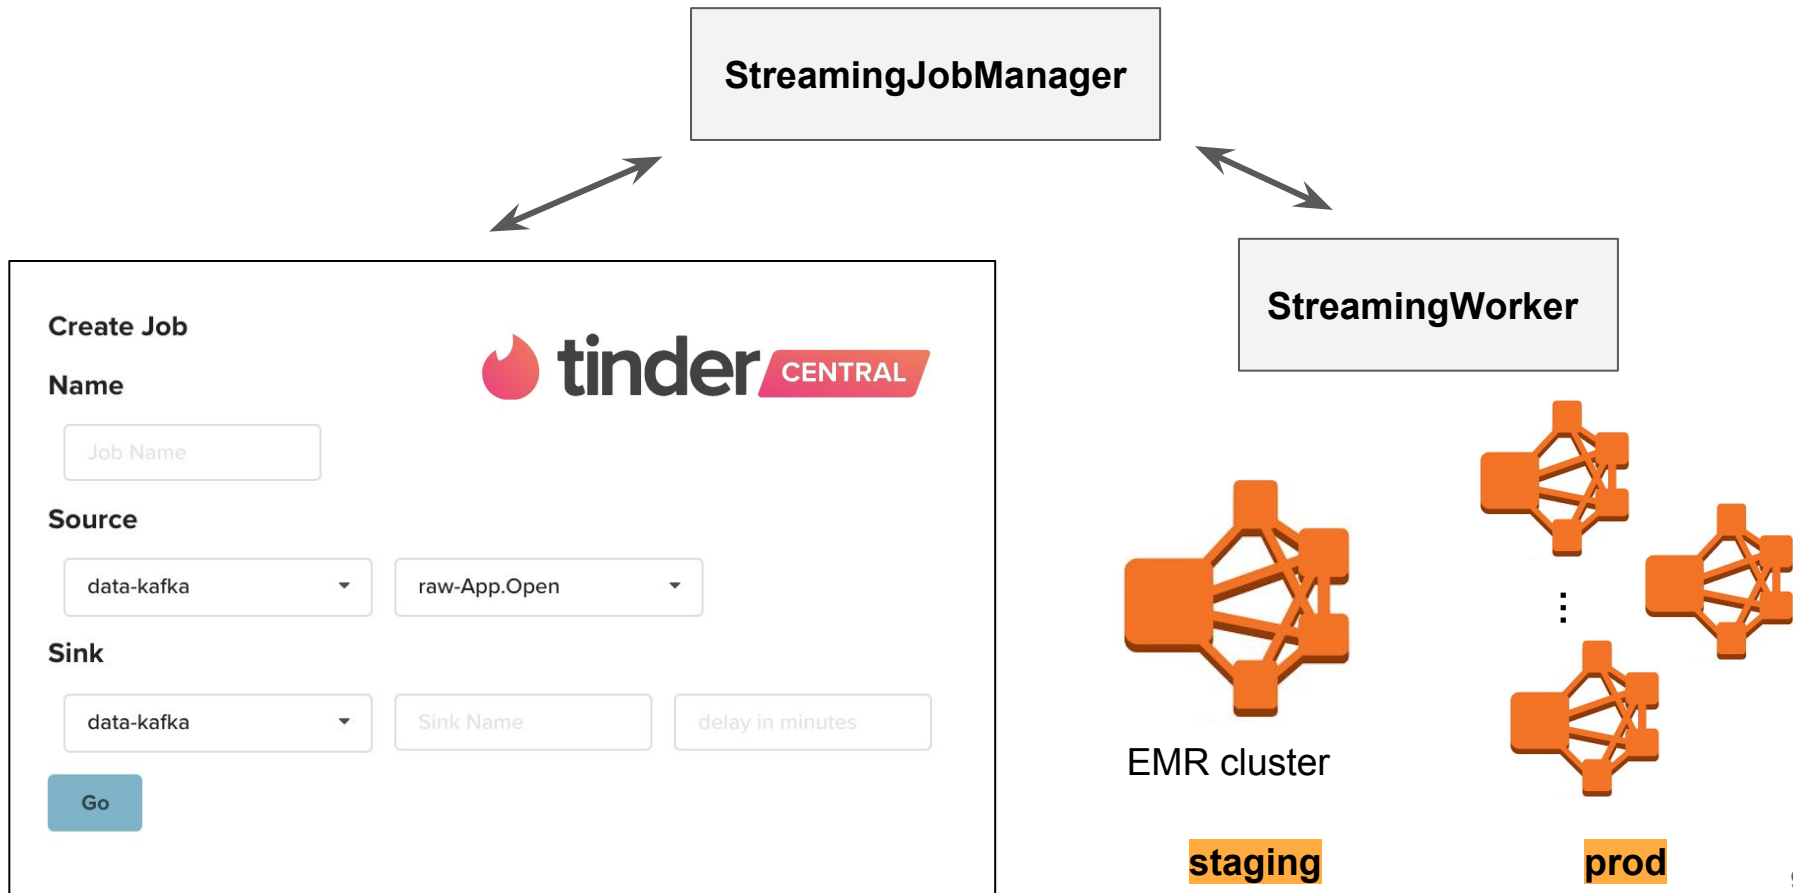 StreamingJobManager
StreamingWorker
Create Job
tinder CENTRAL
Name
Job Name
Source
data-kafka
raw-App.Open
Sink
data-kafka
Sink Name
delay in minutes
Go
EMR cluster
staging
prod